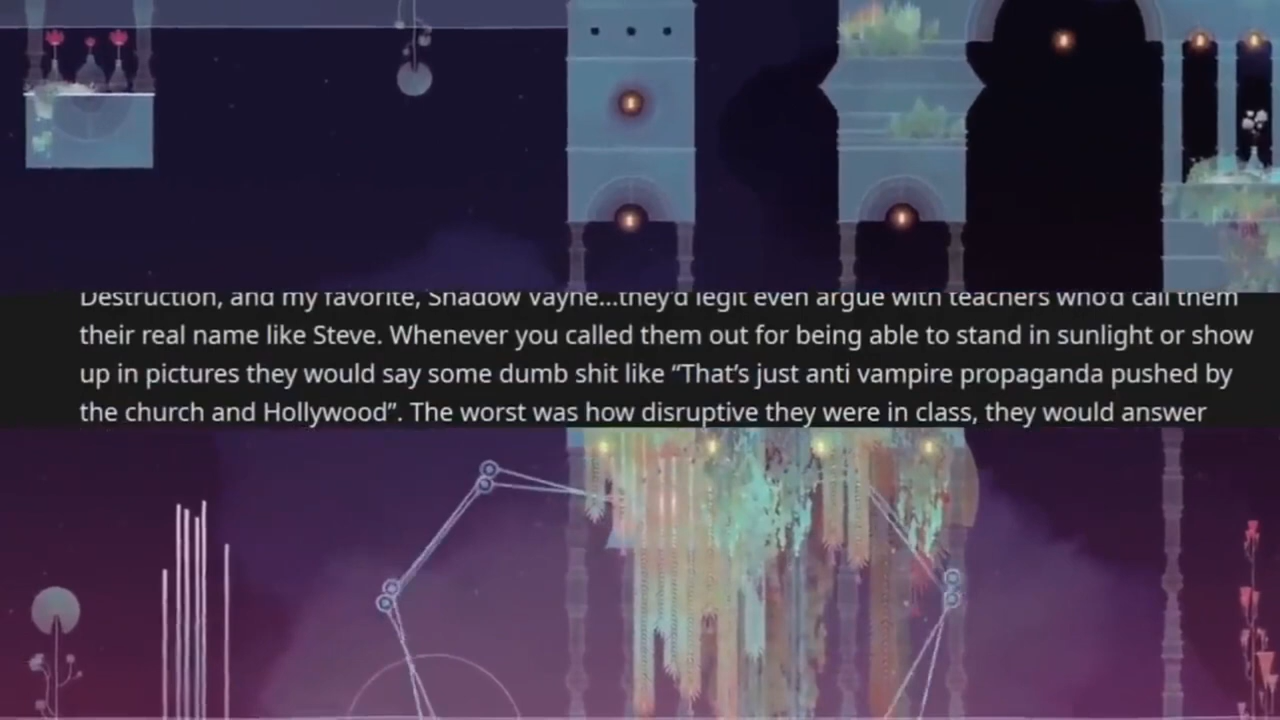 Destruction, and my favorite, Shadow Vayne...they'd legit even argue with teachers who'd call them
their real name like Steve. Whenever you called them out for being able to stand in sunlight or show
up in pictures they would say some dumb shit like “That’s just anti vampire propaganda pushed by
the church and Hollywood”. The worst was how disruptive they were in class, they would answer